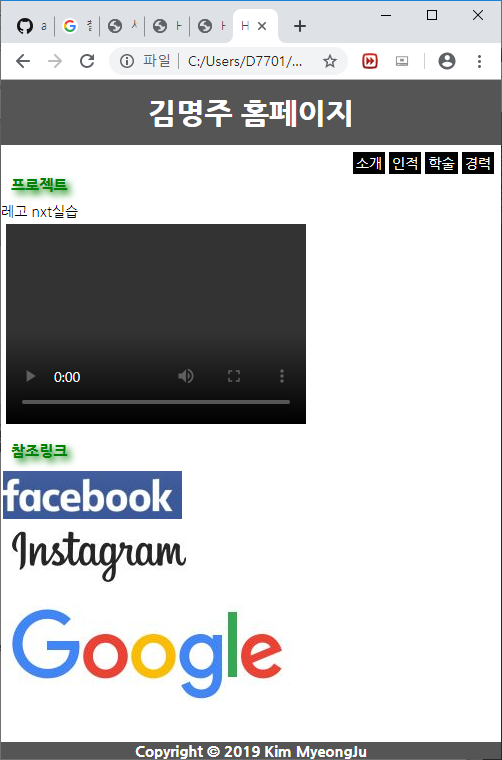 파일 C:/Users/D7701/...
김명주 홈페이지
소개 인적 학술 경력
프로젝트
레고 nxt실습
0:00
참조링크
facebook
Instagram
Google
Copyright © 2019 Kim MyeongJu